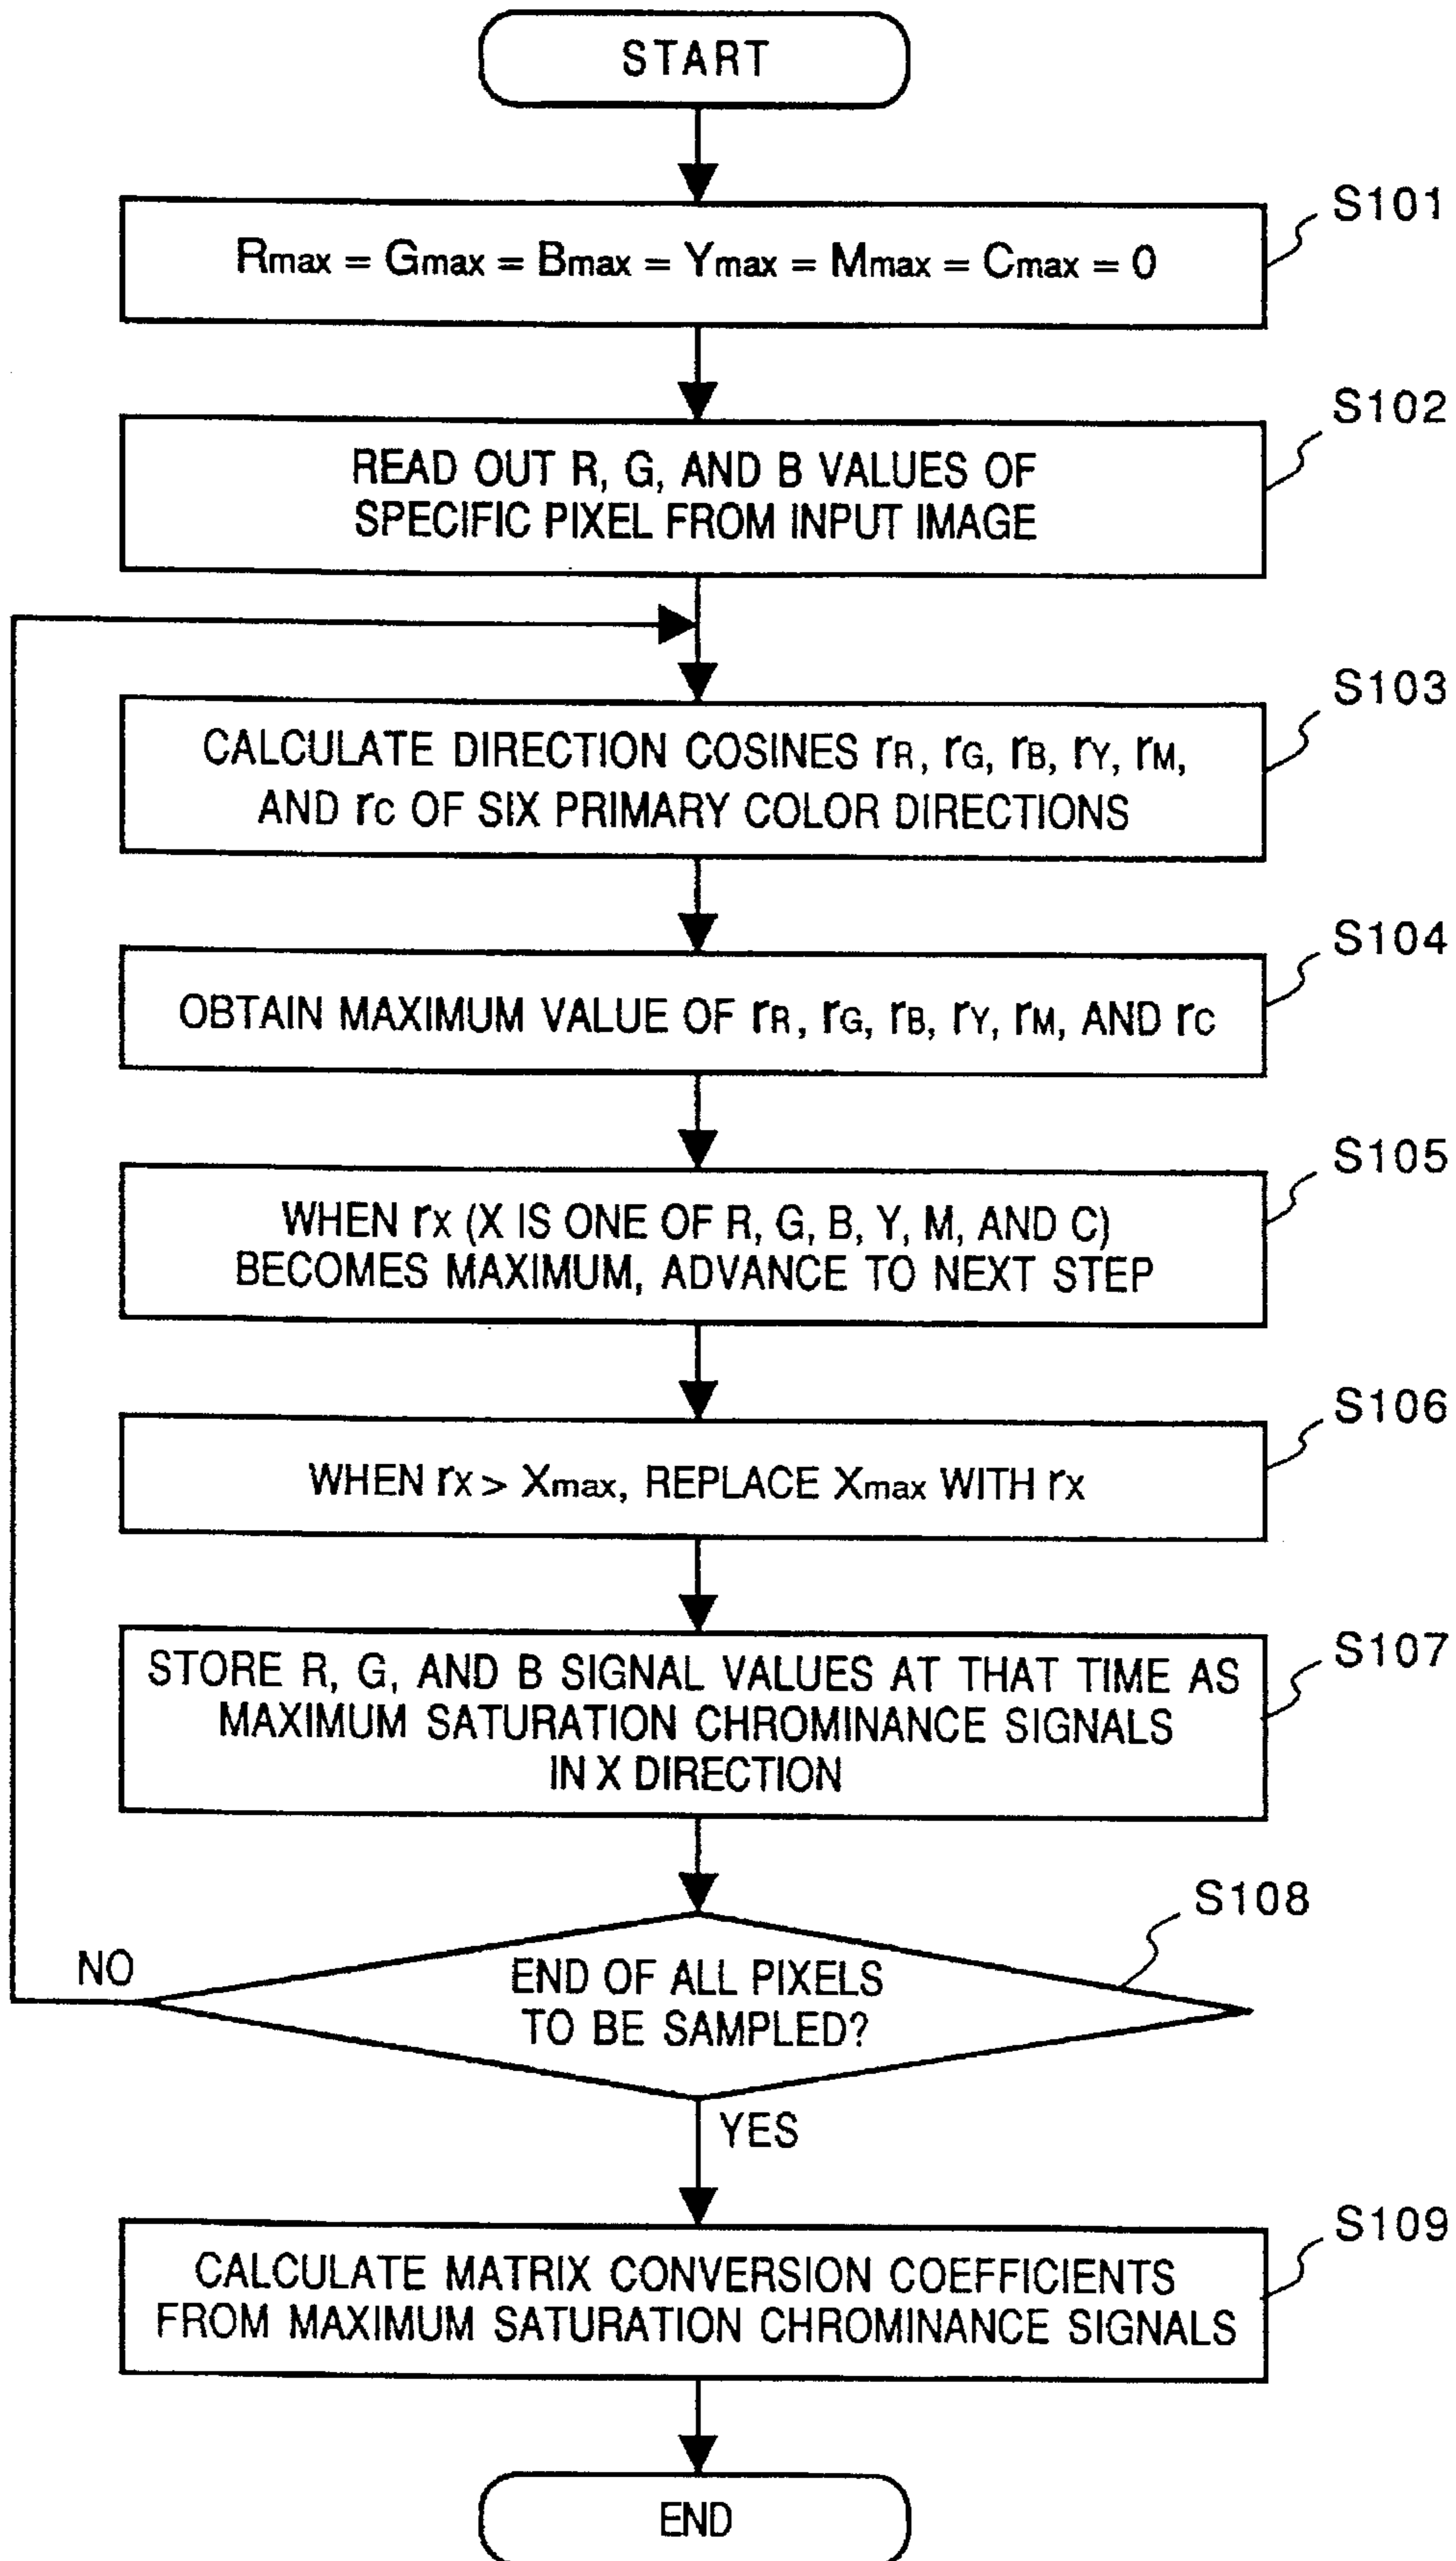 START
S101
Rmax = Gmax = Bmax = Ymax = Mmax = Cmax = 0
S102
READ OUT R, G, AND B VALUES OF
SPECIFIC PIXEL FROM INPUT IMAGE
S103
CALCULATE DIRECTION COSINES rR, rG, rB, rY, rM,
AND rC OF SIX PRIMARY COLOR DIRECTIONS
S104
OBTAIN MAXIMUM VALUE OF rR, rG, rB, rY, rM, AND rC
S105
WHEN rX (X IS ONE OF R, G, B, Y, M, AND C)
BECOMES MAXIMUM, ADVANCE TO NEXT STEP
S106
WHEN rX > Xmax, REPLACE Xmax WITH rX
S107
STORE R, G, AND B SIGNAL VALUES AT THAT TIME AS
MAXIMUM SATURATION CHROMINANCE SIGNALS
IN X DIRECTION
S108
NO
END OF ALL PIXELS
TO BE SAMPLED?
YES
S109
CALCULATE MATRIX CONVERSION COEFFICIENTS
FROM MAXIMUM SATURATION CHROMINANCE SIGNALS
END